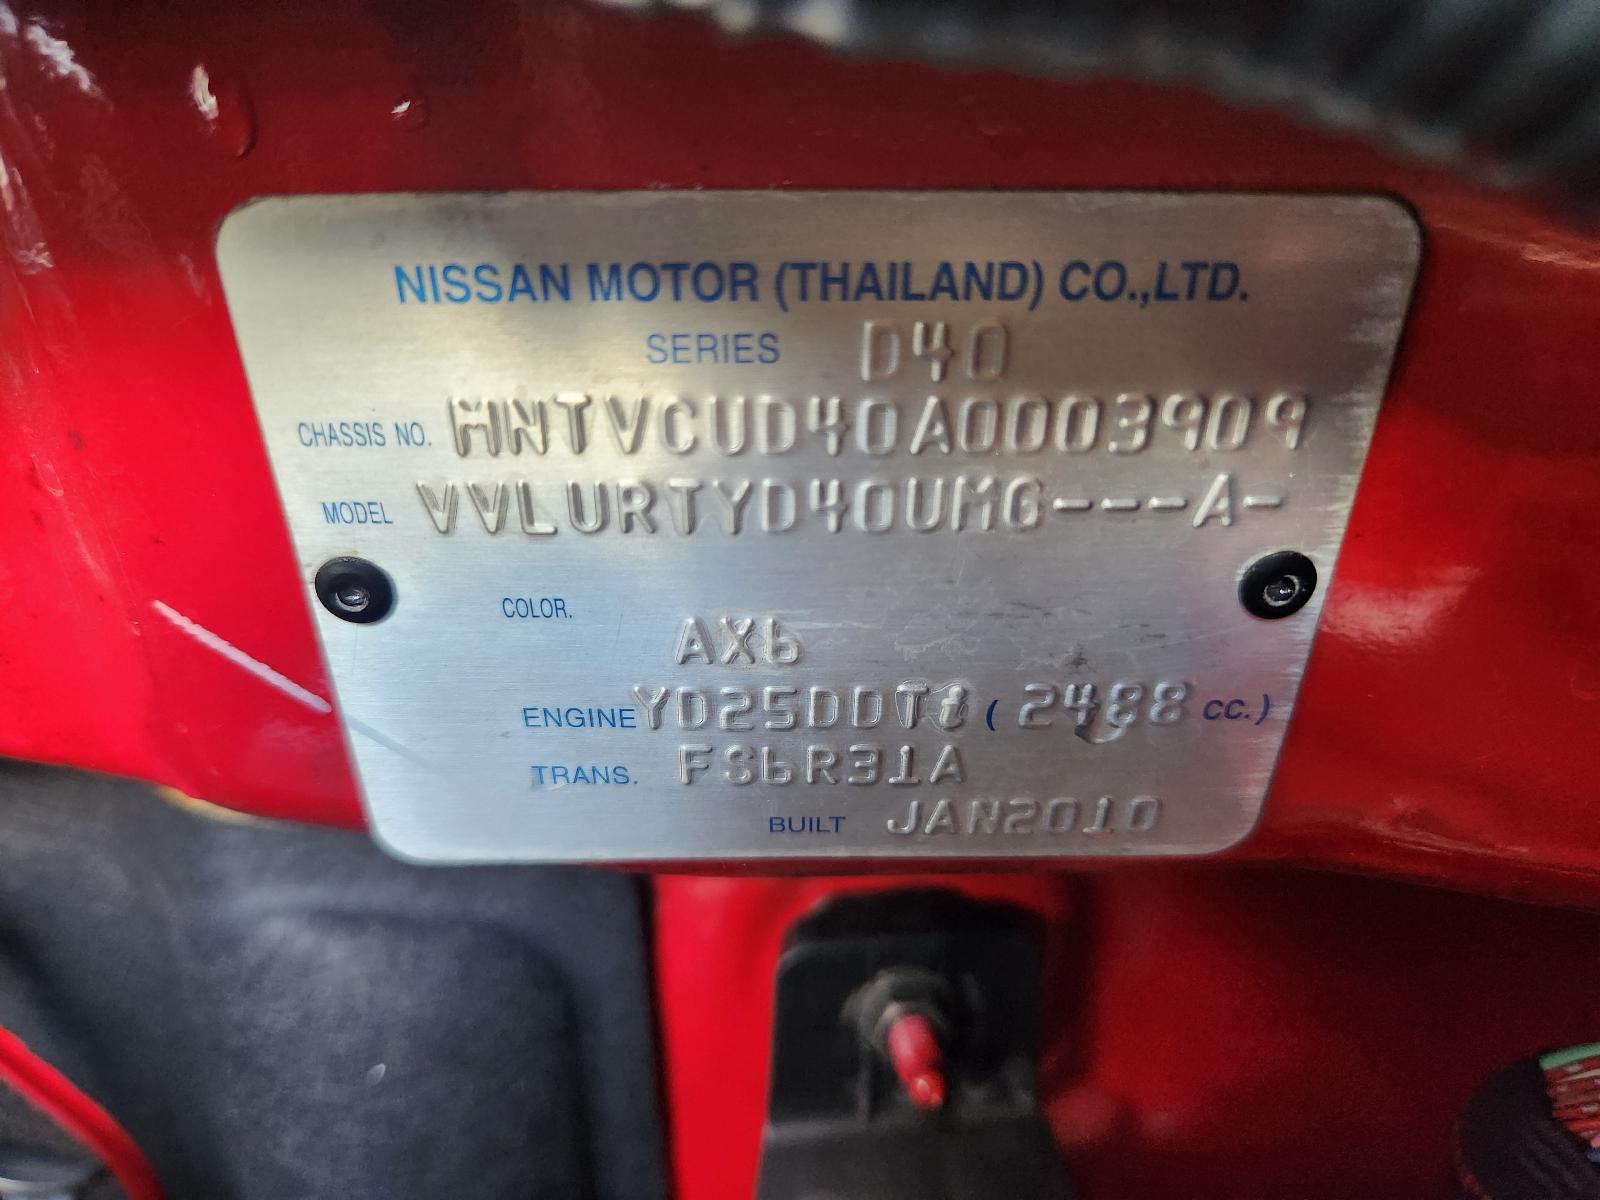 NISSAN MOTOR (THAILAND) CO.,LTD.
SERIES D40
CHASSIS NO. MNTVCUD40A0003909
MODEL VVLURTYD40UMG---A-
COLOR.
AX6
ENGINE YD25DDTi ( 2488 cc.)
TRANS. FS6R31A
BUILT JAN2010